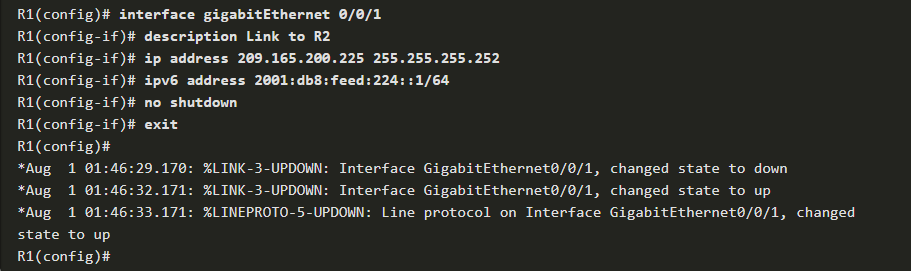 R1(config)# interface gigabitEthernet 0/0/1
R1(config-if)# description Link to R2
R1(config-if)# ip address 209.165.200.225 255.255.255.252
R1(config-if)# ipv6 address 2001:db8:feed:224::1/64
R1(config-if)# no shutdown
R1(config-if)# exit
R1(config)#
*Aug  1 01:46:29.170: %LINK-3-UPDOWN: Interface GigabitEthernet0/0/1, changed state to down
*Aug  1 01:46:32.171: %LINK-3-UPDOWN: Interface GigabitEthernet0/0/1, changed state to up
*Aug  1 01:46:33.171: %LINEPROTO-5-UPDOWN: Line protocol on Interface GigabitEthernet0/0/1, changed
state to up
R1(config)#